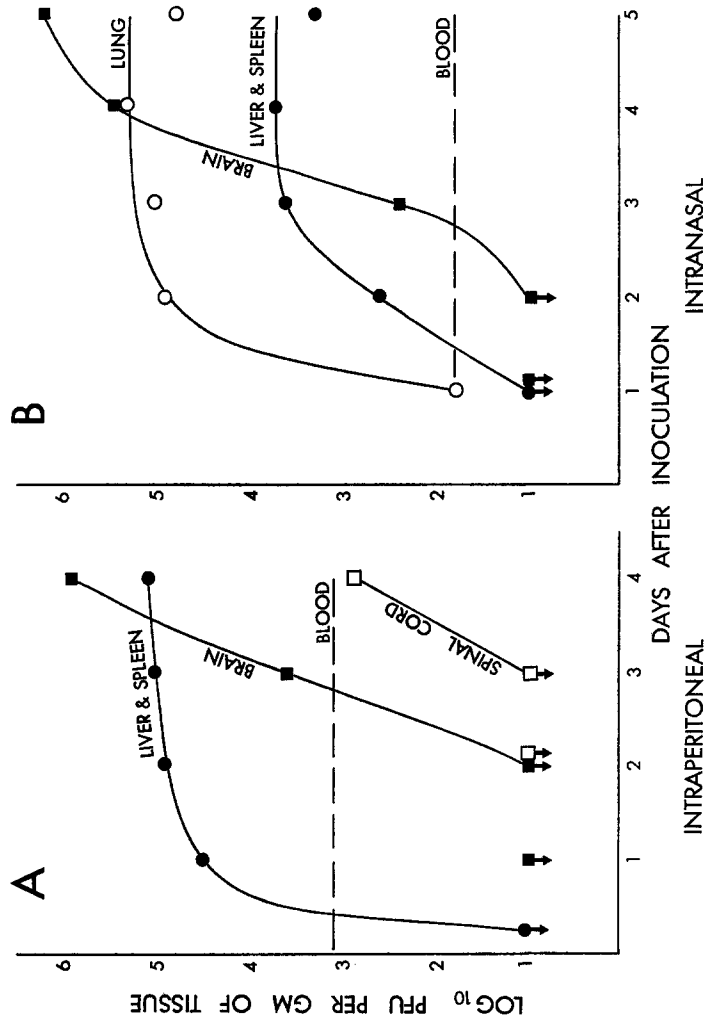 A
B
LOG10 PFU PER GM OF TISSUE
6
5
4
3
2
1
LIVER & SPLEEN
BRAIN
BLOOD
SPINAL CORD
1
2
3
4
INTRAPERITONEAL
6
5
4
3
2
1
LUNG
LIVER & SPLEEN
BRAIN
BLOOD
1
2
3
4
5
INTRANASAL
DAYS AFTER INOCULATION